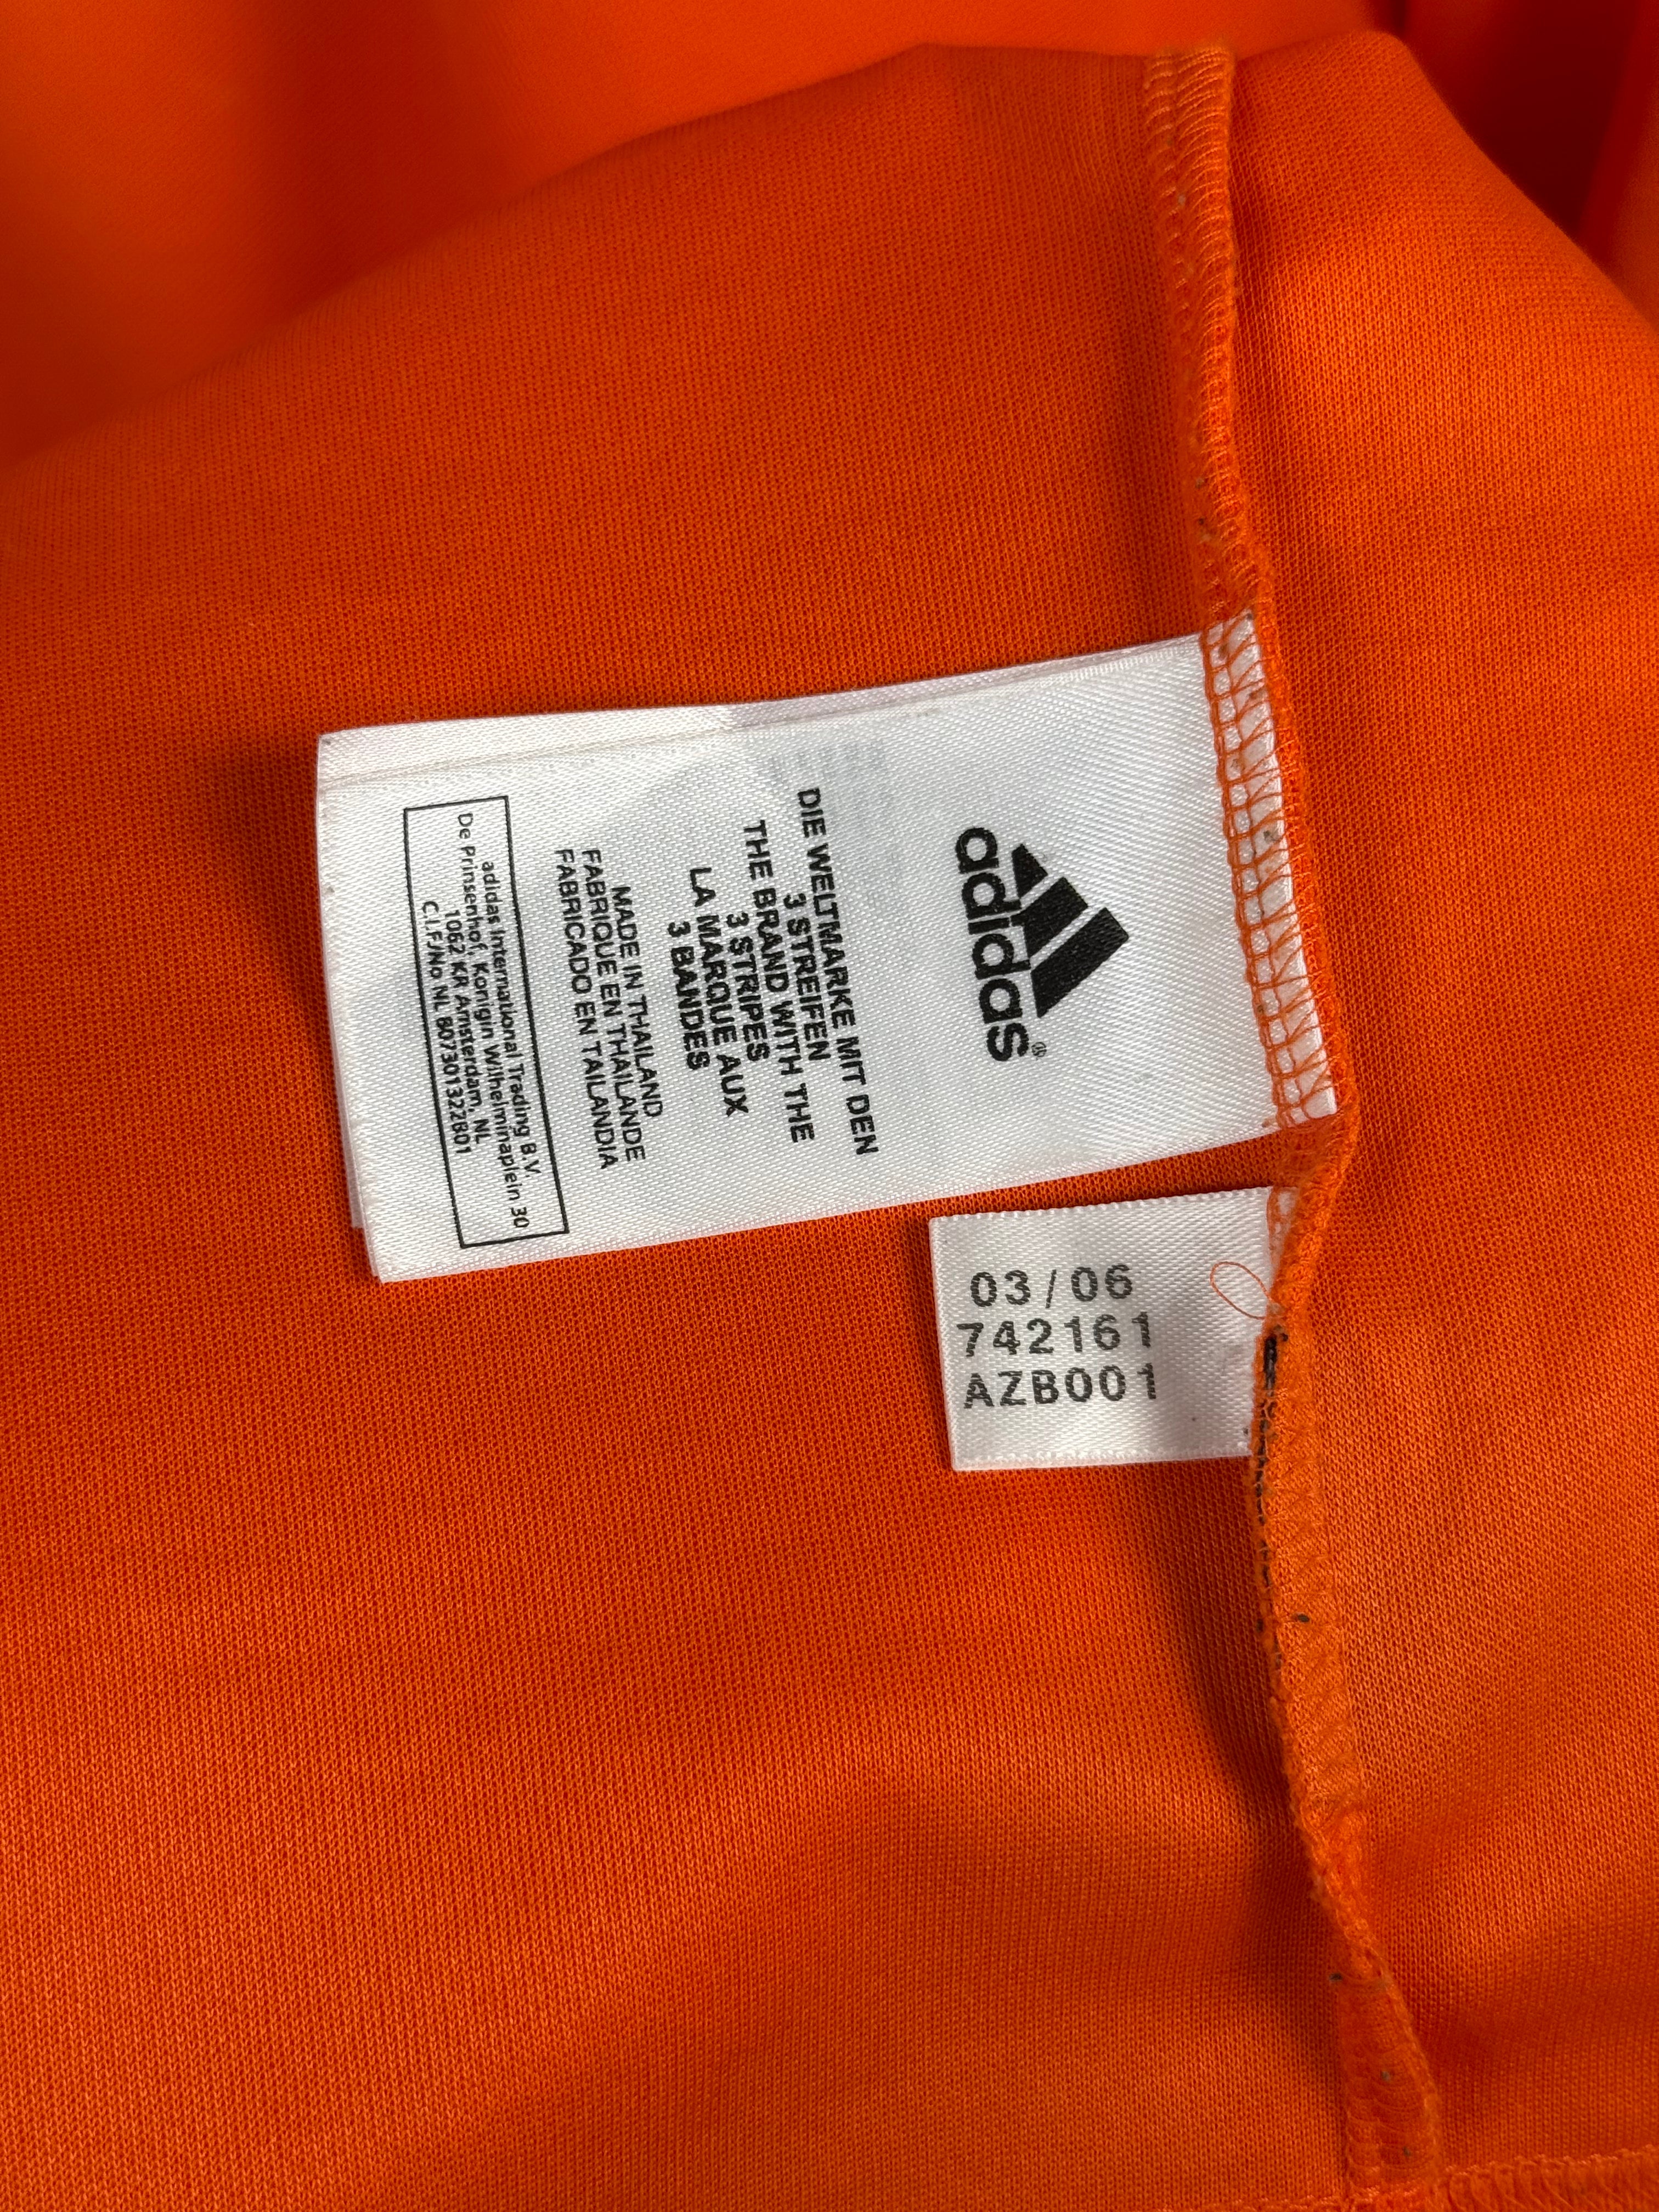 adidas®
DIE WELTMARKE MIT DEN
3 STREIFEN
THE BRAND WITH THE
3 STRIPES
LA MARQUE AUX
3 BANDES
MADE IN THAILAND
FABRIQUE EN THAILANDE
FABRICADO EN TAILANDIA
adidas International Trading B.V.
De Prinsenhof, Konigin Wilhelminaplein 30
1062 KR Amsterdam, NL
C.I.F/No NL 807301322B01
03/06
742161
AZB001